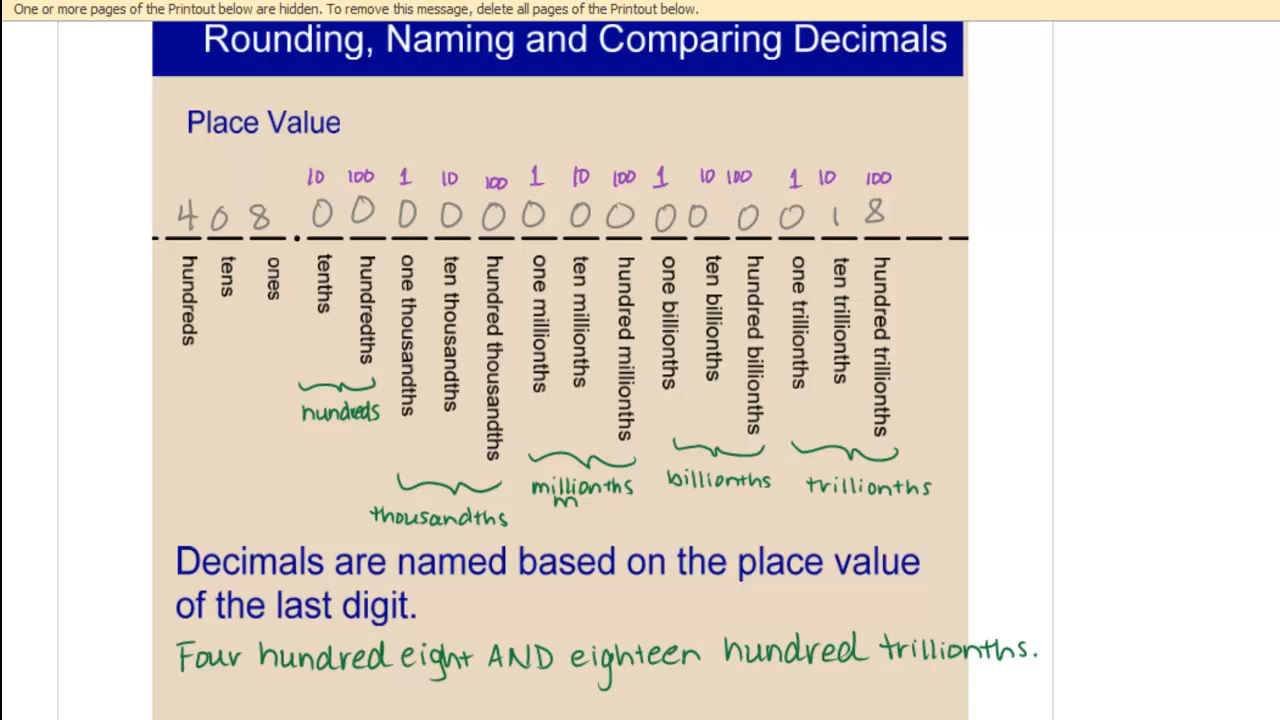 One or more pages of the Printout below are hidden. To remove this message, delete all pages of the Printout below.
Rounding, Naming and Comparing Decimals
Place Value
10 100 1 10 100 1 10 100 1 10 100 1 10 100
4 0 8 . 0 0 0 0 0 0 0 0 0 0 0 0 1 8
hundreds
tens
ones
tenths
hundredths
one thousandths
ten thousandths
hundred thousandths
one millionths
ten millionths
hundred millionths
one billionths
ten billionths
hundred billionths
one trillionths
ten trillionths
hundred trillionths
hundreds
thousandths
millionths
m
billionths
trillionths
Decimals are named based on the place value
of the last digit.
Four hundred eight AND eighteen hundred trillionths.